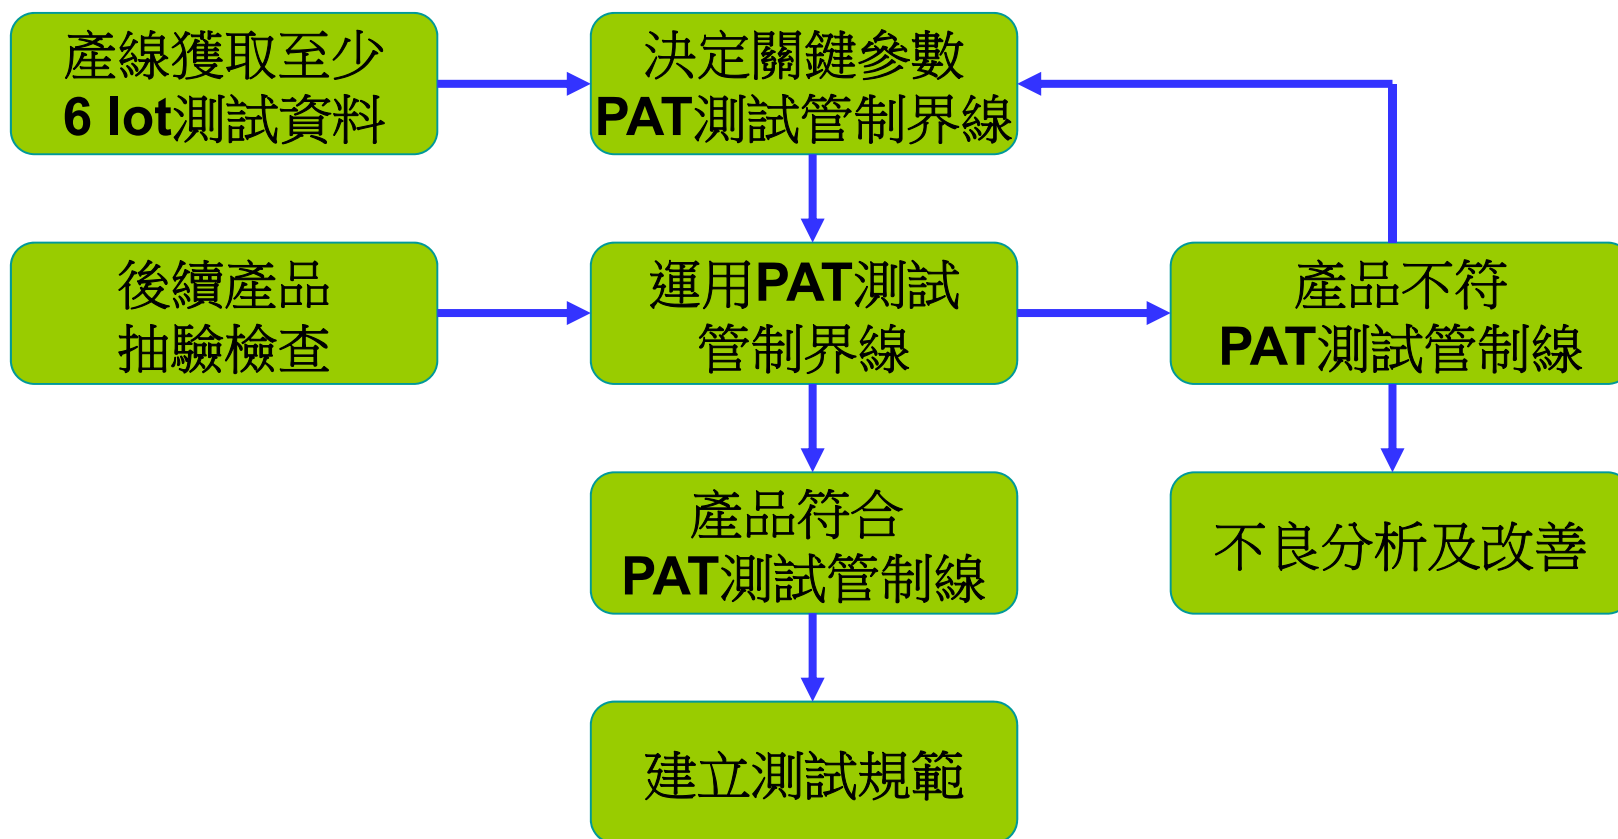 產線獲取至少
6 lot測試資料
決定關鍵參數
PAT測試管制界線
後續產品
抽驗檢查
運用PAT測試
管制界線
產品不符
PAT測試管制線
產品符合
PAT測試管制線
不良分析及改善
建立測試規範